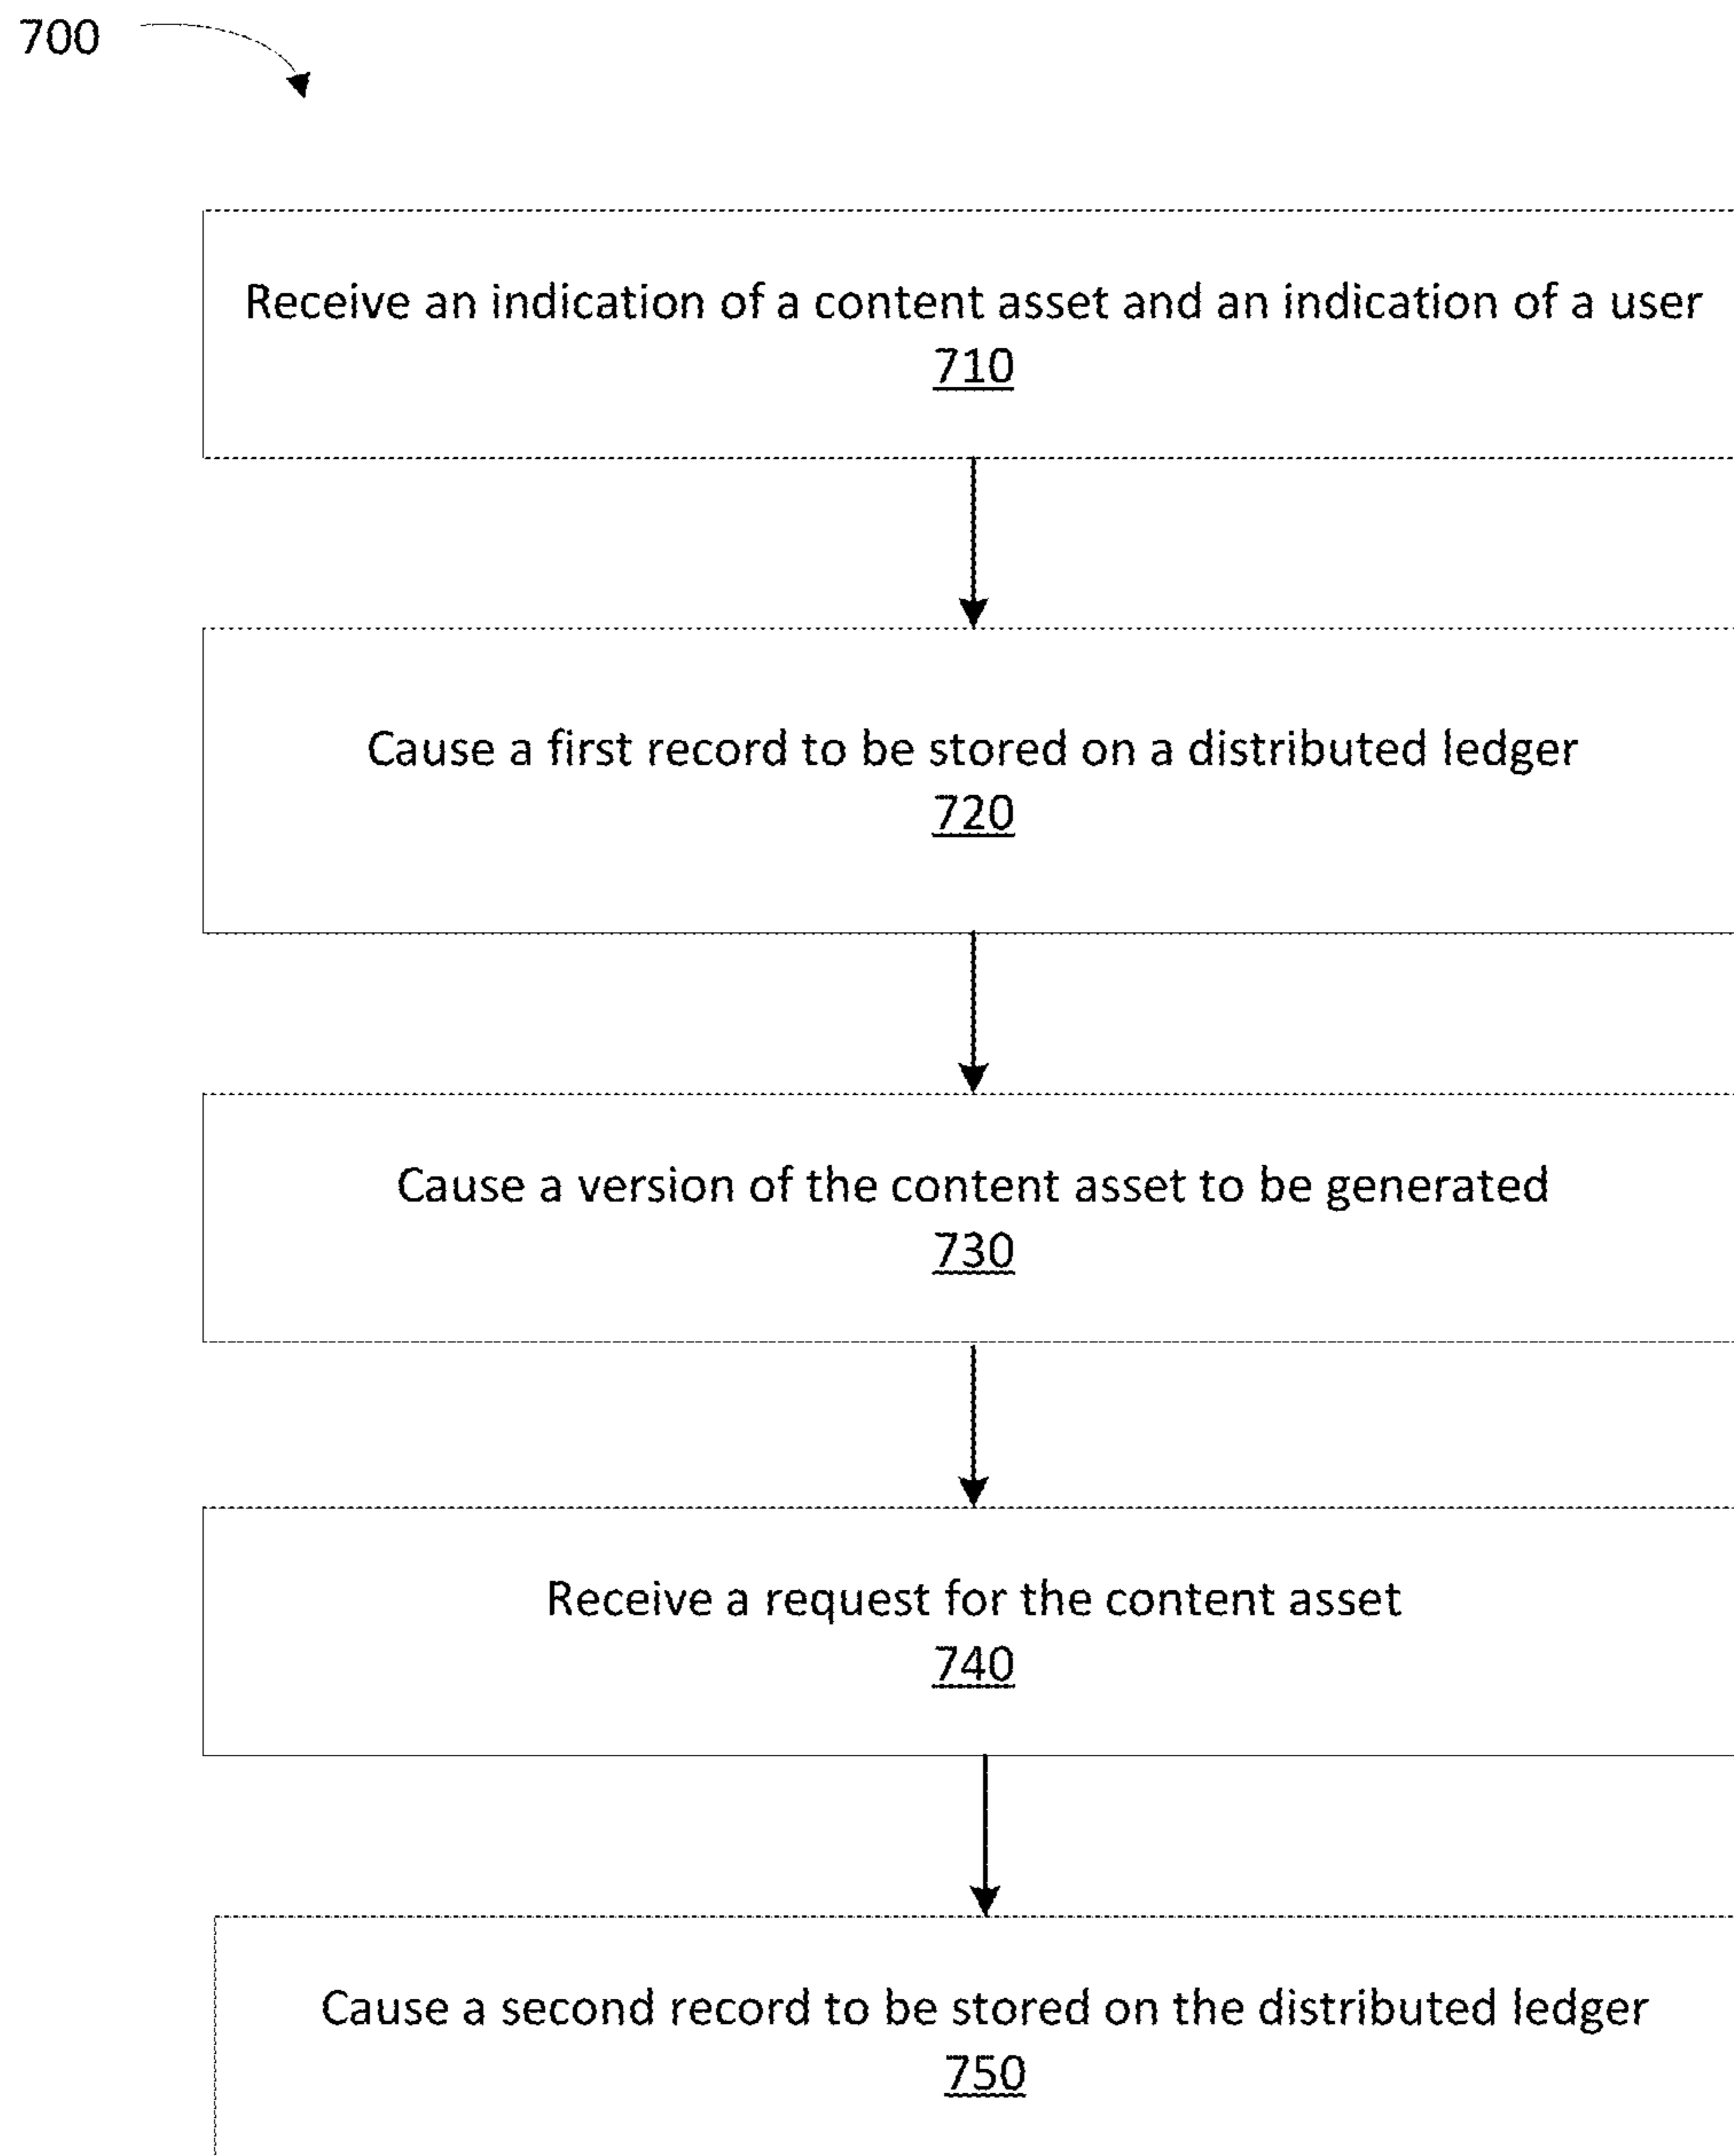 700
Receive an indication of a content asset and an indication of a user
710
Cause a first record to be stored on a distributed ledger
720
Cause a version of the content asset to be generated
730
Receive a request for the content asset
740
Cause a second record to be stored on the distributed ledger
750